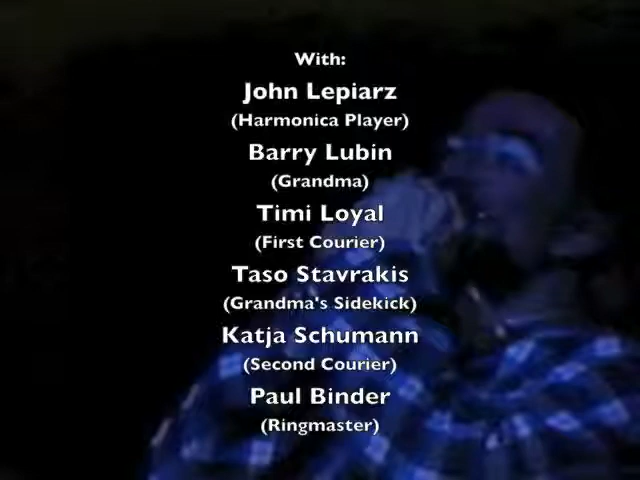 With:
John Lepiarz
(Harmonica Player)
Barry Lubin
(Grandma)
Timi Loyal
(First Courier)
Taso Stavrakis
(Grandma's Sidekick)
Katja Schumann
(Second Courier)
Paul Binder
(Ringmaster)